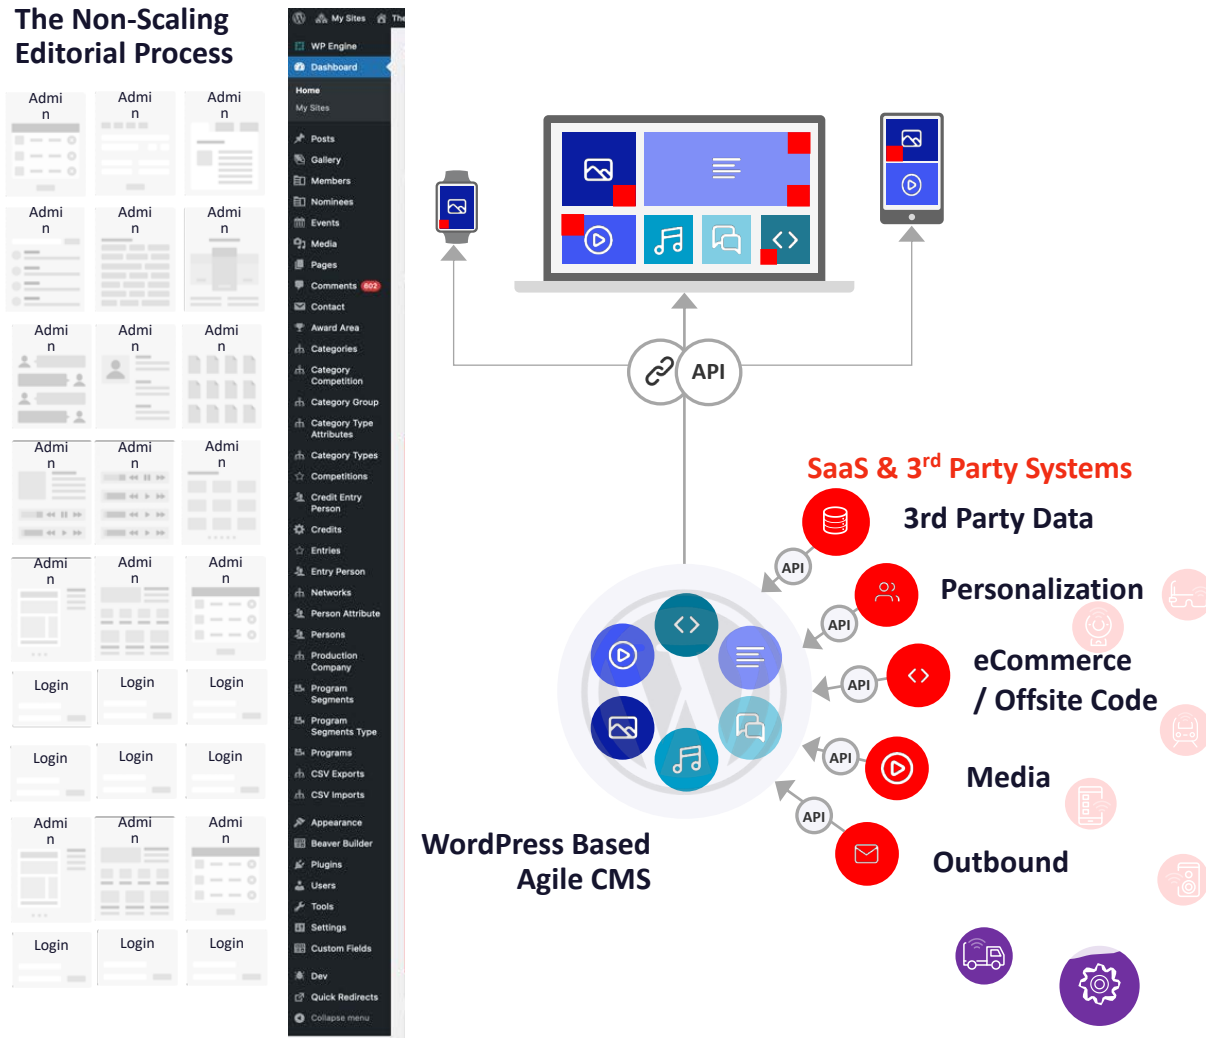 The Non-Scaling
Editorial Process
Admi
n
Admi
n
Admi
n
Admi
n
Admi
n
Admi
n
Admi
n
Admi
n
Admi
n
Admi
n
Admi
n
Admi
n
Admi
n
Admi
n
Admi
n
Login
Login
Login
Login
Login
Login
Admi
n
Admi
n
Admi
n
Login
Login
Login
My Sites
The
WP Engine
Dashboard
Home
My Sites
Posts
Gallery
Members
Nominees
Events
Media
Pages
Comments 602
Contact
Award Area
Categories
Category
Competition
Category Group
Category Type
Attributes
Category Types
Competitions
Credit Entry
Person
Credits
Entries
Entry Person
Networks
Person Attribute
Persons
Production
Company
Program
Segments
Program
Segments Type
Programs
CSV Exports
CSV Imports
Appearance
Beaver Builder
Plugins
Users
Tools
Settings
Custom Fields
Dev
Quick Redirects
Collapse menu
API
SaaS & 3rd Party Systems
3rd Party Data
API
Personalization
API
eCommerce
/ Offsite Code
API
Media
API
Outbound
API
WordPress Based
Agile CMS